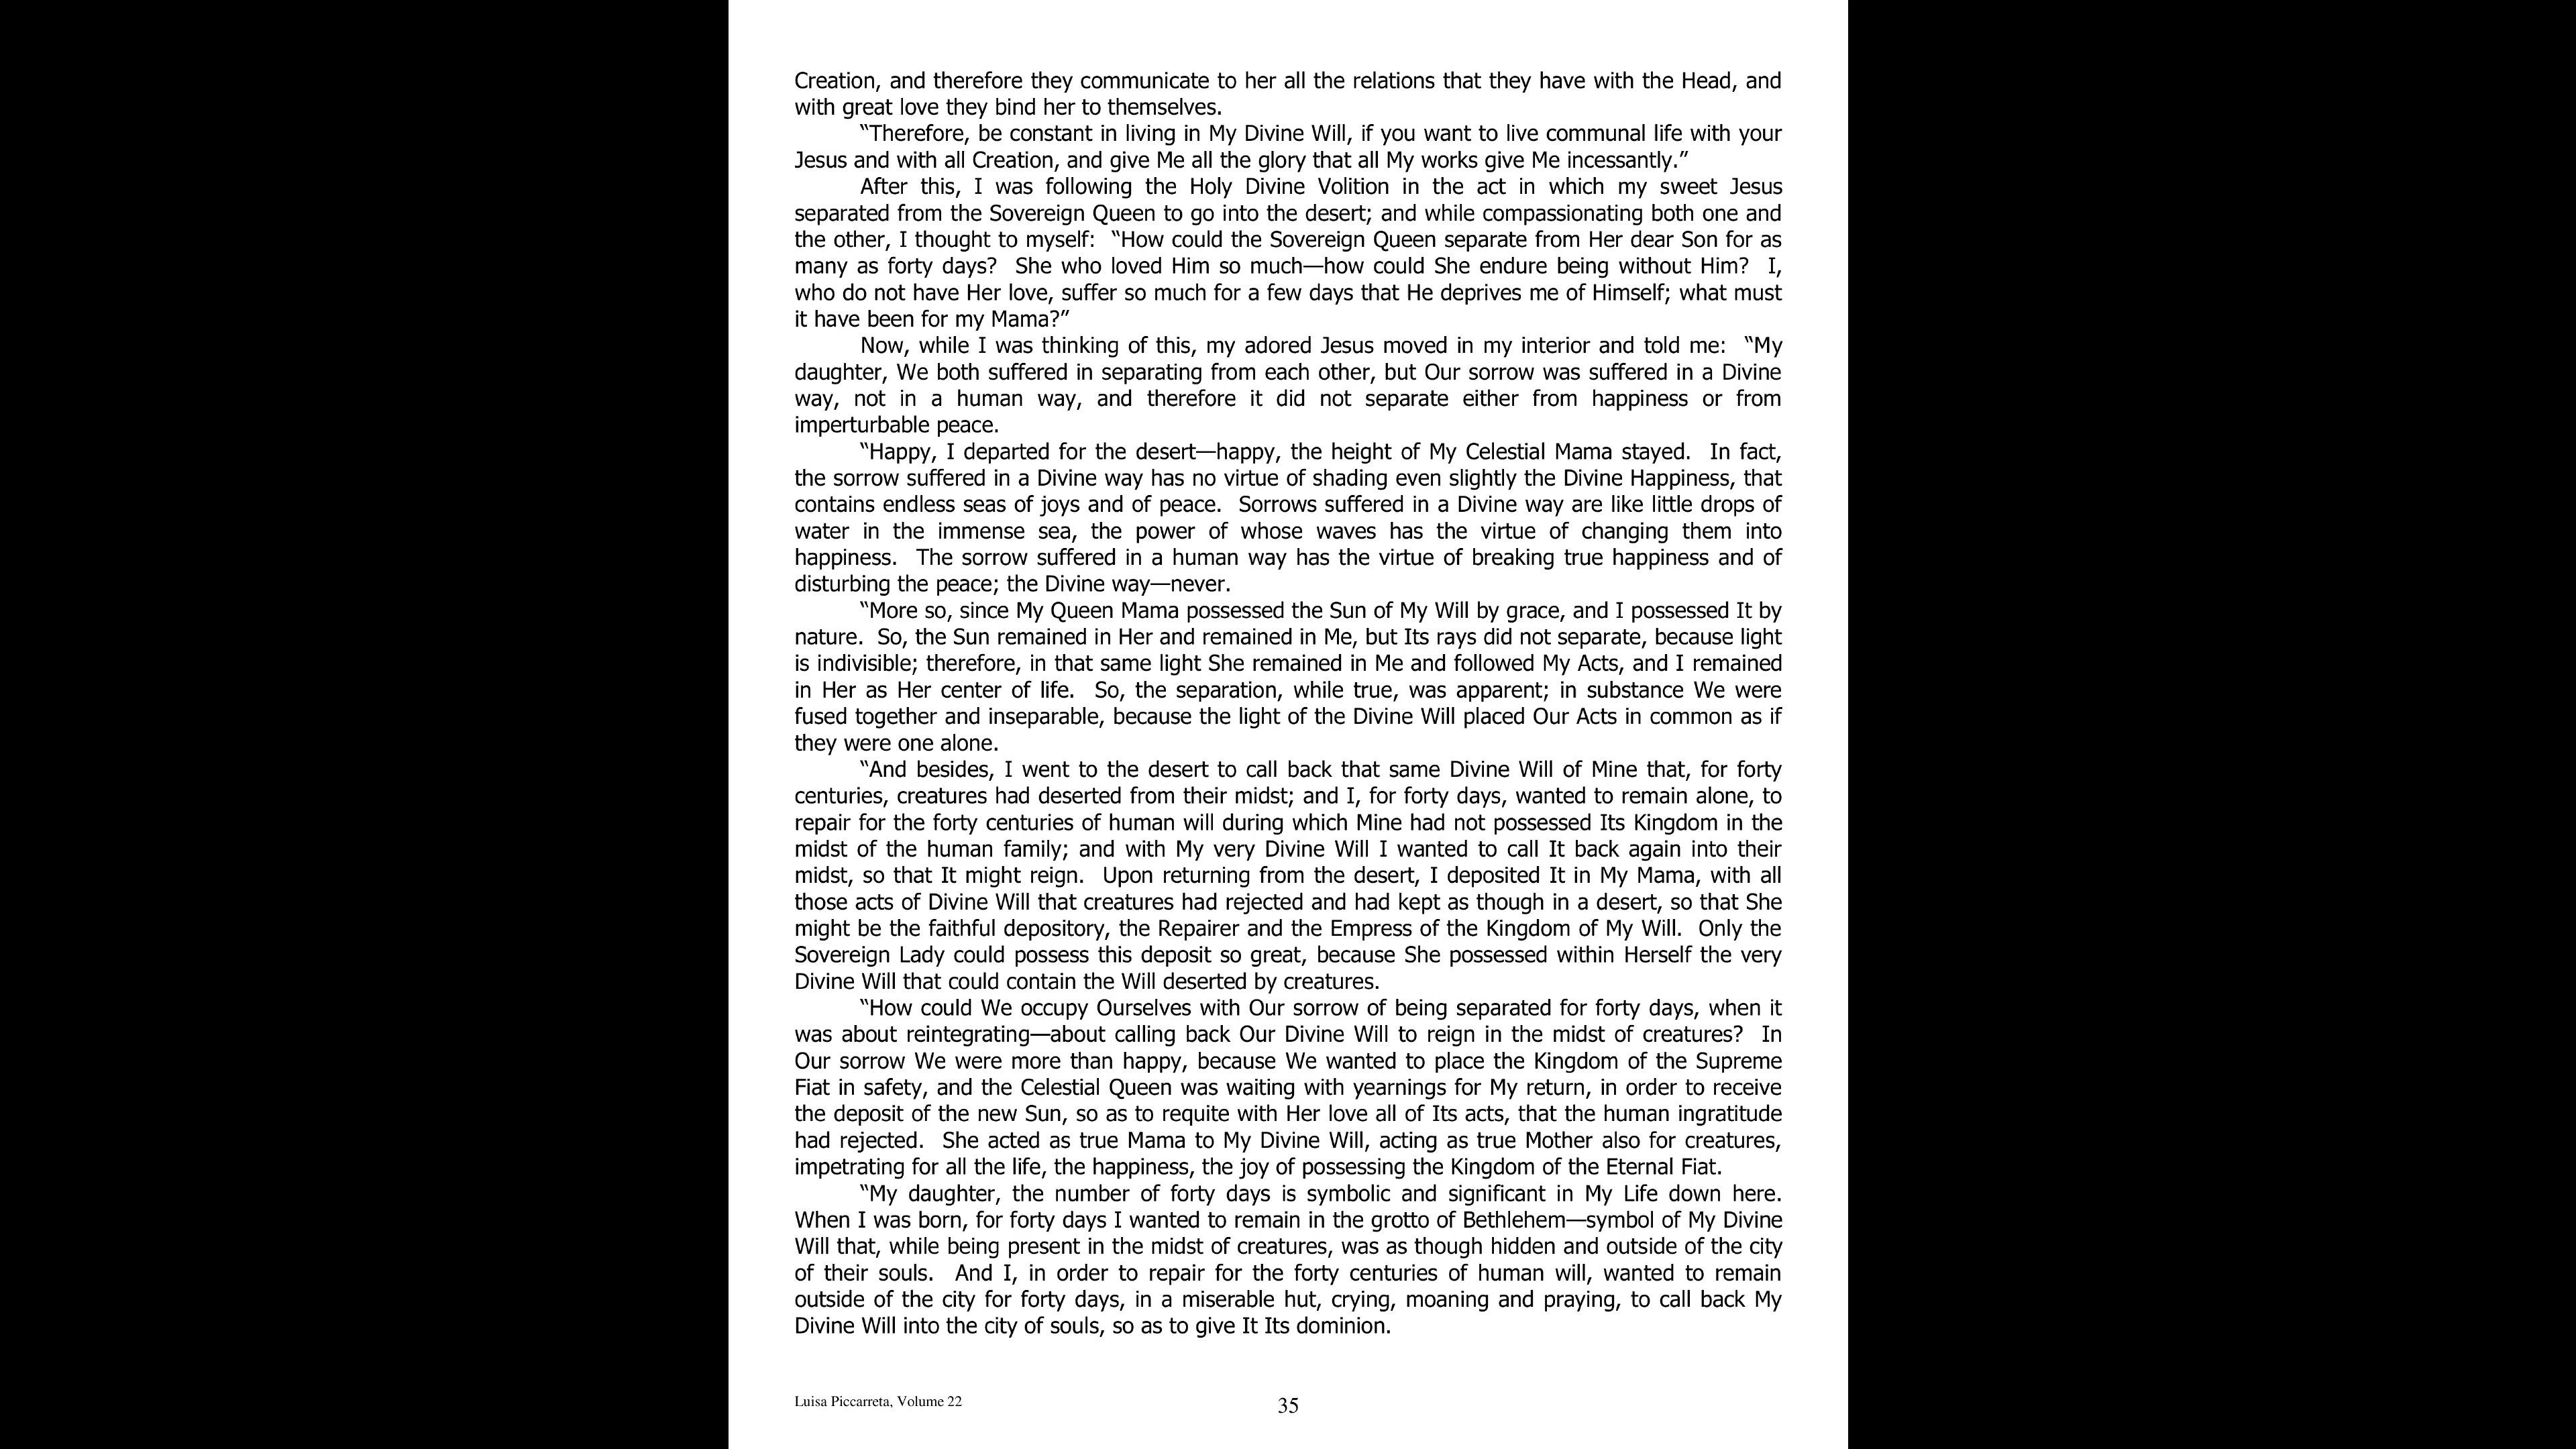 Creation, and therefore they communicate to her all the relations that they have with the Head, and
with great love they bind her to themselves.
“Therefore, be constant in living in My Divine Will, if you want to live communal life with your
Jesus and with all Creation, and give Me all the glory that all My works give Me incessantly.”
After this, I was following the Holy Divine Volition in the act in which my sweet Jesus
separated from the Sovereign Queen to go into the desert; and while compassionating both one and
the other, I thought to myself:  “How could the Sovereign Queen separate from Her dear Son for as
many as forty days?  She who loved Him so much—how could She endure being without Him?  I,
who do not have Her love, suffer so much for a few days that He deprives me of Himself; what must
it have been for my Mama?”
Now, while I was thinking of this, my adored Jesus moved in my interior and told me:  “My
daughter, We both suffered in separating from each other, but Our sorrow was suffered in a Divine
way, not in a human way, and therefore it did not separate either from happiness or from
imperturbable peace.
“Happy, I departed for the desert—happy, the height of My Celestial Mama stayed.  In fact,
the sorrow suffered in a Divine way has no virtue of shading even slightly the Divine Happiness, that
contains endless seas of joys and of peace.  Sorrows suffered in a Divine way are like little drops of
water in the immense sea, the power of whose waves has the virtue of changing them into
happiness.  The sorrow suffered in a human way has the virtue of breaking true happiness and of
disturbing the peace; the Divine way—never.
“More so, since My Queen Mama possessed the Sun of My Will by grace, and I possessed It by
nature.  So, the Sun remained in Her and remained in Me, but Its rays did not separate, because light
is indivisible; therefore, in that same light She remained in Me and followed My Acts, and I remained
in Her as Her center of life.  So, the separation, while true, was apparent; in substance We were
fused together and inseparable, because the light of the Divine Will placed Our Acts in common as if
they were one alone.
“And besides, I went to the desert to call back that same Divine Will of Mine that, for forty
centuries, creatures had deserted from their midst; and I, for forty days, wanted to remain alone, to
repair for the forty centuries of human will during which Mine had not possessed Its Kingdom in the
midst of the human family; and with My very Divine Will I wanted to call It back again into their
midst, so that It might reign.  Upon returning from the desert, I deposited It in My Mama, with all
those acts of Divine Will that creatures had rejected and had kept as though in a desert, so that She
might be the faithful depository, the Repairer and the Empress of the Kingdom of My Will.  Only the
Sovereign Lady could possess this deposit so great, because She possessed within Herself the very
Divine Will that could contain the Will deserted by creatures.
“How could We occupy Ourselves with Our sorrow of being separated for forty days, when it
was about reintegrating—about calling back Our Divine Will to reign in the midst of creatures?  In
Our sorrow We were more than happy, because We wanted to place the Kingdom of the Supreme
Fiat in safety, and the Celestial Queen was waiting with yearnings for My return, in order to receive
the deposit of the new Sun, so as to requite with Her love all of Its acts, that the human ingratitude
had rejected.  She acted as true Mama to My Divine Will, acting as true Mother also for creatures,
impetrating for all the life, the happiness, the joy of possessing the Kingdom of the Eternal Fiat.
“My daughter, the number of forty days is symbolic and significant in My Life down here.
When I was born, for forty days I wanted to remain in the grotto of Bethlehem—symbol of My Divine
Will that, while being present in the midst of creatures, was as though hidden and outside of the city
of their souls.  And I, in order to repair for the forty centuries of human will, wanted to remain
outside of the city for forty days, in a miserable hut, crying, moaning and praying, to call back My
Divine Will into the city of souls, so as to give It Its dominion.
Luisa Piccarreta, Volume 22
35